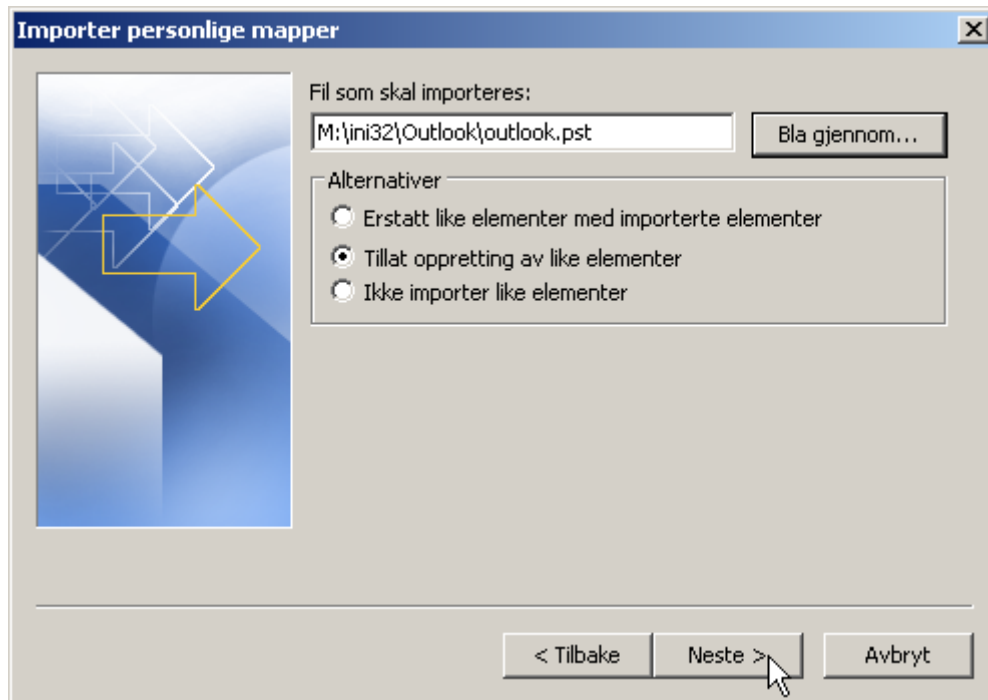 Importer personlige mapper
Fil som skal importeres:
M:\ini32\Outlook\outlook.pst
Bla gjennom...
Alternativer
Erstatt like elementer med importerte elementer
Tillat oppretting av like elementer
Ikke importer like elementer
< Tilbake
Neste >
Avbryt